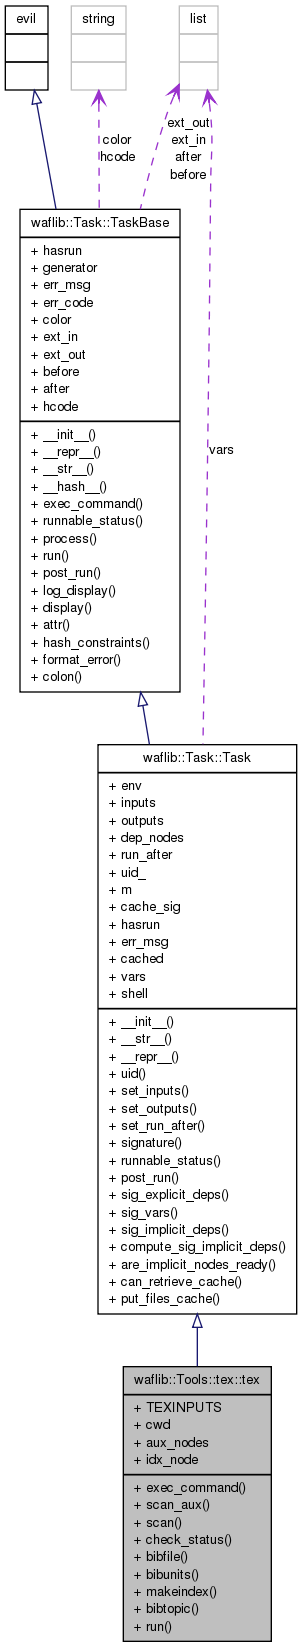 evil
string
list
color
hcode
ext_out
ext_in
after
before
waflib::Task::TaskBase
+ hasrun
+ generator
+ err_msg
+ err_code
+ color
+ ext_in
+ ext_out
+ before
+ after
+ hcode
+ __init__()
+ __repr__()
+ __str__()
+ __hash__()
+ exec_command()
+ runnable_status()
+ process()
+ run()
+ post_run()
+ log_display()
+ display()
+ attr()
+ hash_constraints()
+ format_error()
+ colon()
vars
waflib::Task::Task
+ env
+ inputs
+ outputs
+ dep_nodes
+ run_after
+ uid_
+ m
+ cache_sig
+ hasrun
+ err_msg
+ cached
+ vars
+ shell
+ __init__()
+ __str__()
+ __repr__()
+ uid()
+ set_inputs()
+ set_outputs()
+ set_run_after()
+ signature()
+ runnable_status()
+ post_run()
+ sig_explicit_deps()
+ sig_vars()
+ sig_implicit_deps()
+ compute_sig_implicit_deps()
+ are_implicit_nodes_ready()
+ can_retrieve_cache()
+ put_files_cache()
waflib::Tools::tex::tex
+ TEXINPUTS
+ cwd
+ aux_nodes
+ idx_node
+ exec_command()
+ scan_aux()
+ scan()
+ check_status()
+ bibfile()
+ bibunits()
+ makeindex()
+ bibtopic()
+ run()